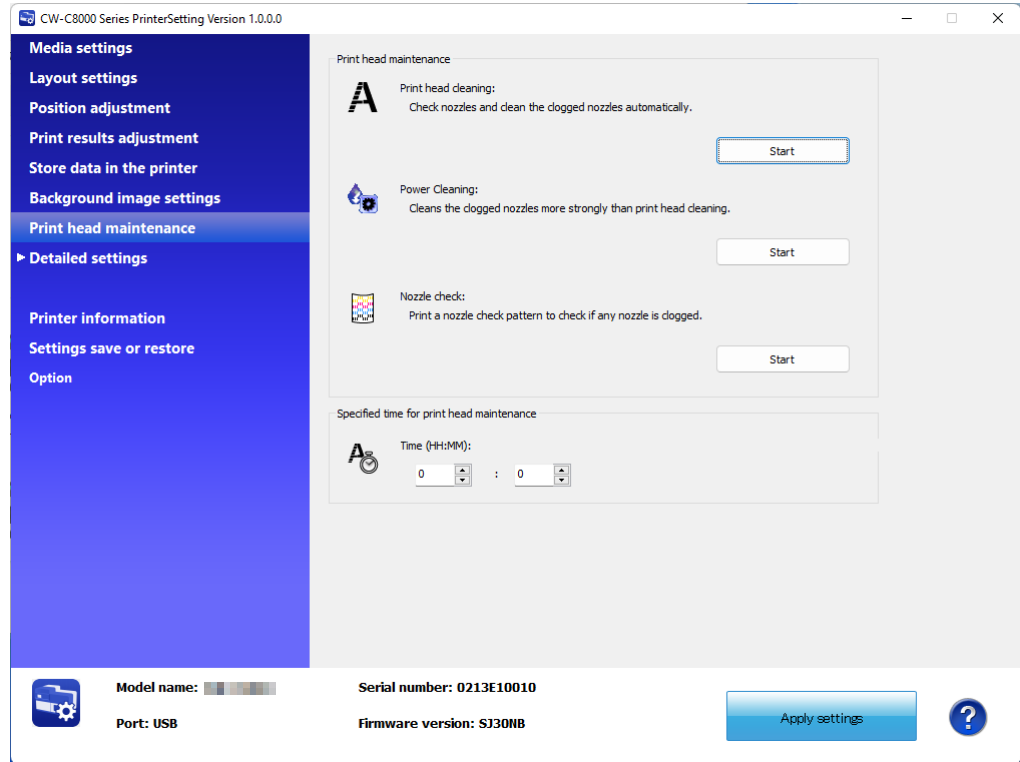 CW-C8000 Series PrinterSetting Version 1.0.0.0
Media settings
Layout settings
Position adjustment
Print results adjustment
Store data in the printer
Background image settings
Print head maintenance
Detailed settings
Printer information
Settings save or restore
Option
Print head maintenance
A
Print head cleaning:
Check nozzles and clean the clogged nozzles automatically.
Start
Power Cleaning:
Cleans the clogged nozzles more strongly than print head cleaning.
Start
Nozzle check:
Print a nozzle check pattern to check if any nozzle is clogged.
Start
Specified time for print head maintenance
A
Time (HH:MM):
0 : 0
Model name:
Serial number: 0213E10010
Port: USB
Firmware version: SJ30NB
Apply settings
?